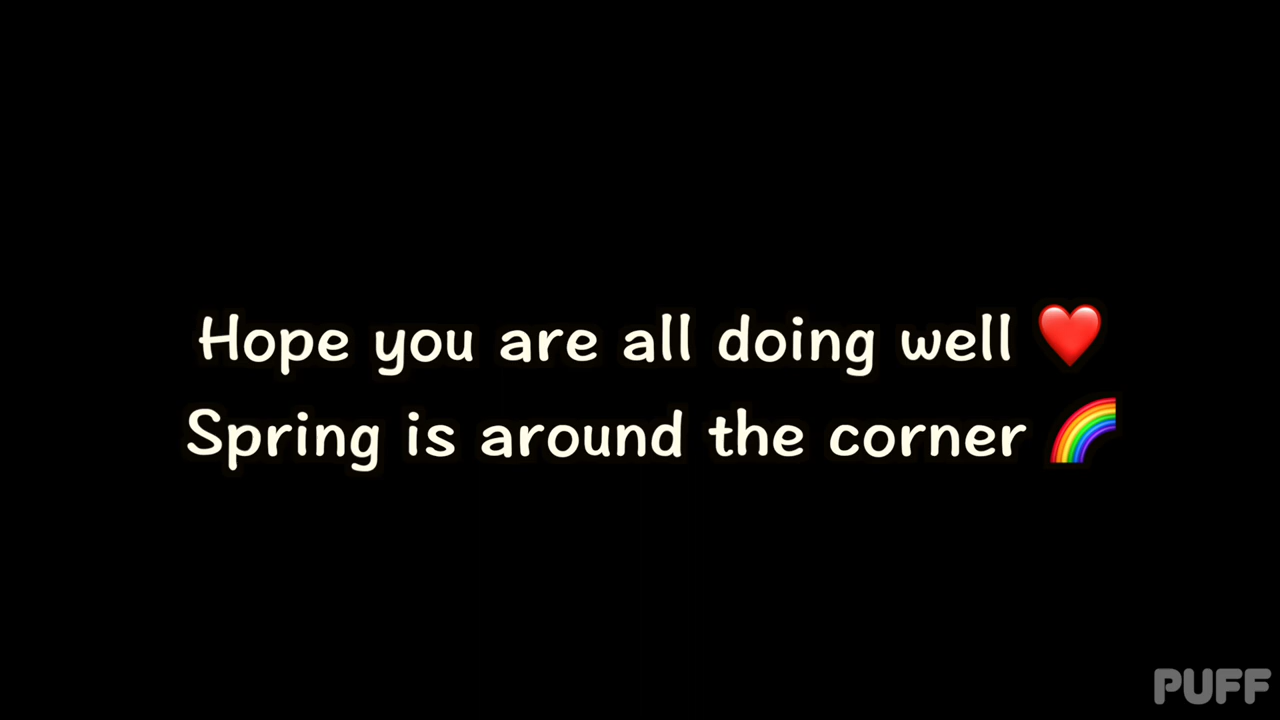 Hope you are all doing well ❤️
Spring is around the corner 🌈
PUFF